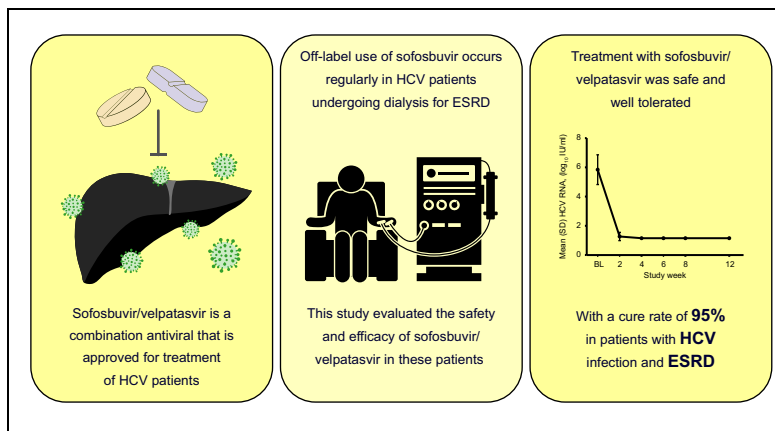 Sofosbuvir/velpatasvir is a
combination antiviral that is
approved for treatment
of HCV patients
Off-label use of sofosbuvir occurs
regularly in HCV patients
undergoing dialysis for ESRD
This study evaluated the safety
and efficacy of sofosbuvir/
velpatasvir in these patients
Treatment with sofosbuvir/
velpatasvir was safe and
well tolerated
Mean (SD) HCV RNA, (log10 IU/ml)
8
6
4
2
0
BL 2 4 6 8 12
Study week
With a cure rate of 95%
in patients with HCV
infection and ESRD